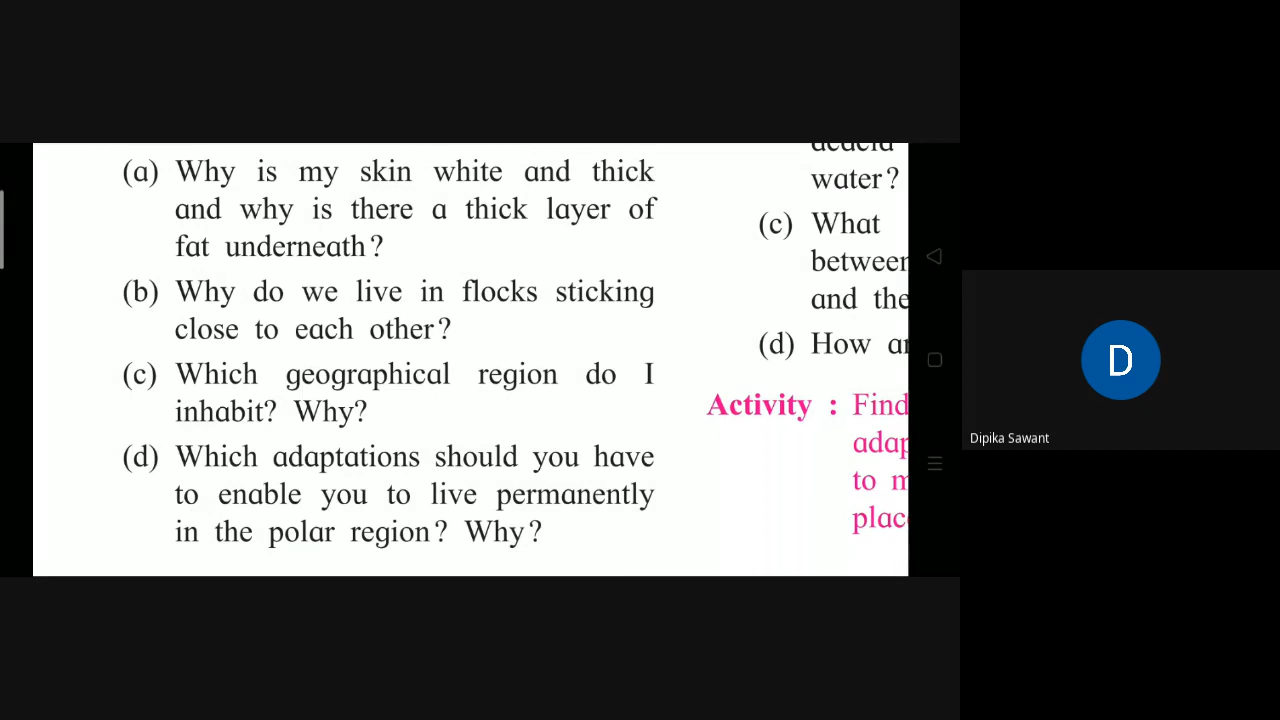 (a) Why is my skin white and thick
and why is there a thick layer of
fat underneath?
(b) Why do we live in flocks sticking
close to each other?
(c) Which geographical region do I
inhabit? Why?
(d) Which adaptations should you have
to enable you to live permanently
in the polar region? Why?
water?
(c) What
between
and the
(d) How
Activity : Find
to
D
Dipika Sawant